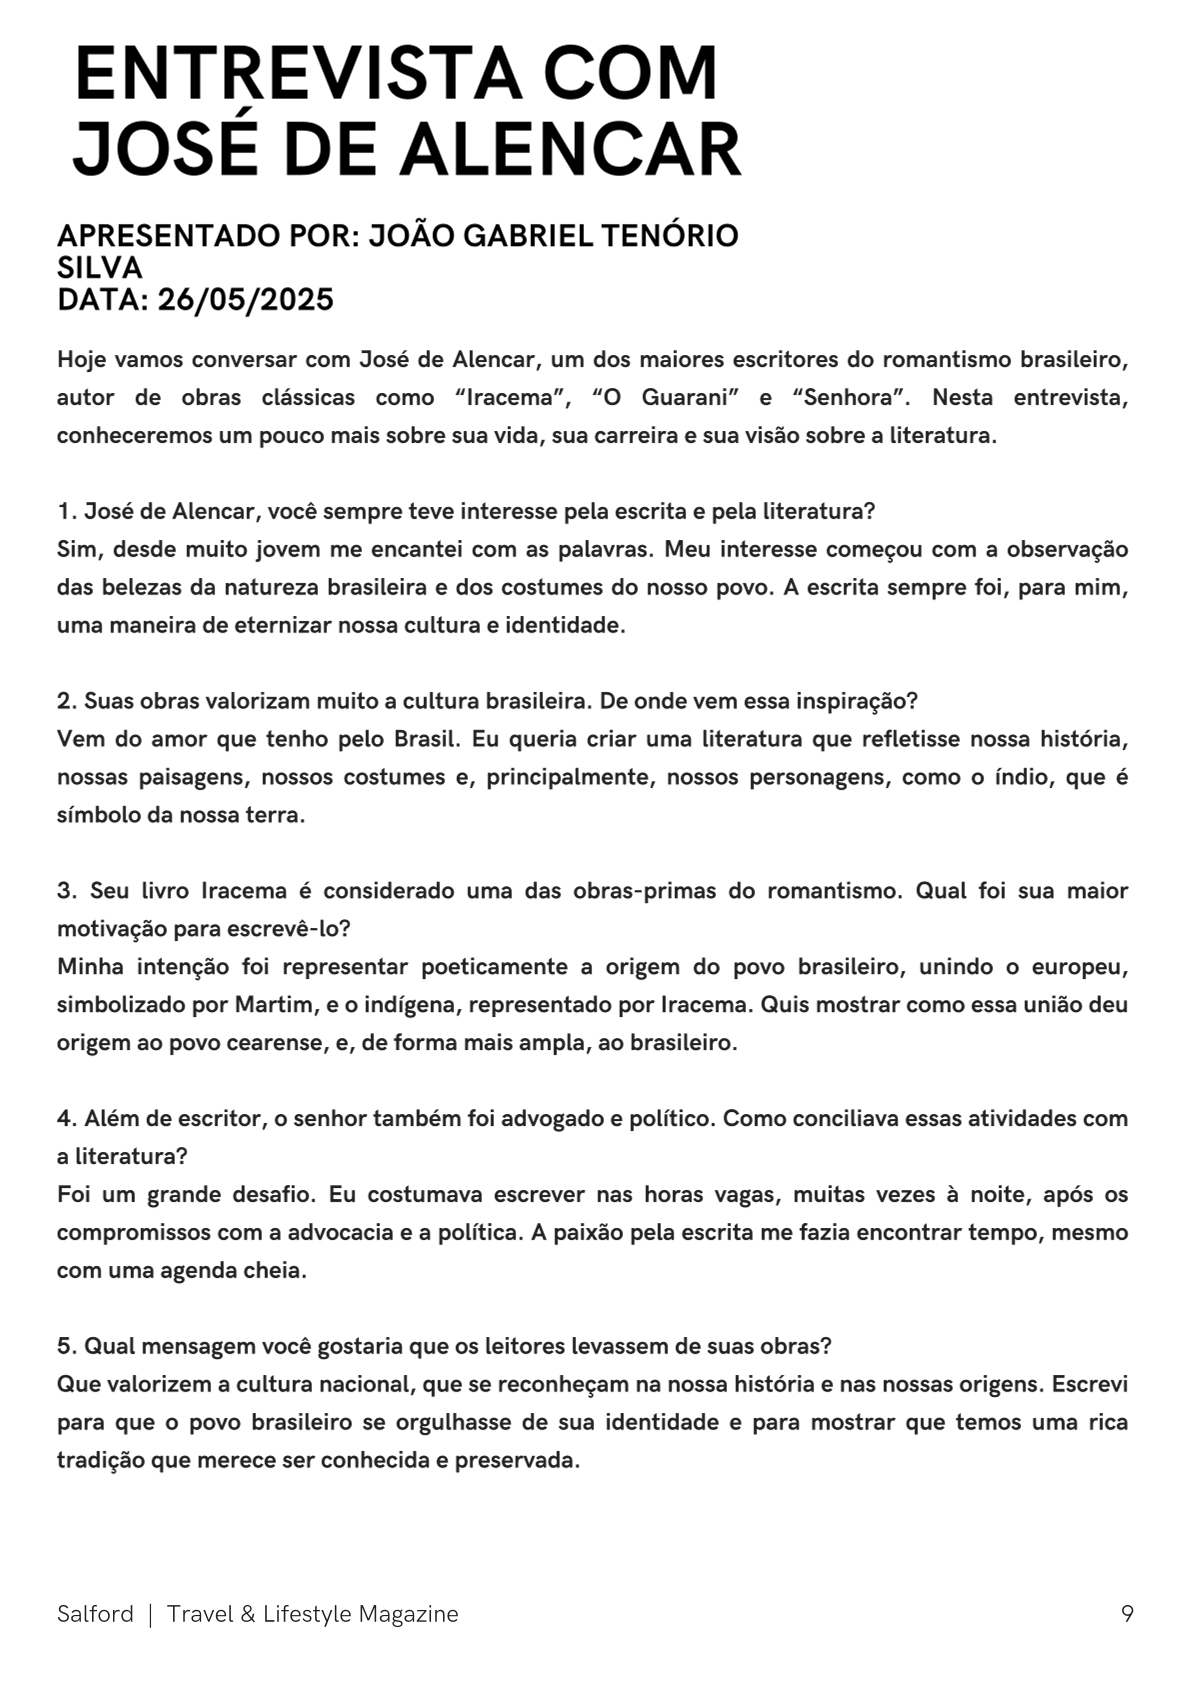 ENTREVISTA COM
JOSÉ DE ALENCAR
APRESENTADO POR: JOÃO GABRIEL TENÓRIO
SILVA
DATA: 26/05/2025
Hoje vamos conversar com José de Alencar, um dos maiores escritores do romantismo brasileiro,
autor de obras clássicas como “Iracema”, “O Guarani” e “Senhora”. Nesta entrevista,
conheceremos um pouco mais sobre sua vida, sua carreira e sua visão sobre a literatura.
1. José de Alencar, você sempre teve interesse pela escrita e pela literatura?
Sim, desde muito jovem me encantei com as palavras. Meu interesse começou com a observação
das belezas da natureza brasileira e dos costumes do nosso povo. A escrita sempre foi, para mim,
uma maneira de eternizar nossa cultura e identidade.
2. Suas obras valorizam muito a cultura brasileira. De onde vem essa inspiração?
Vem do amor que tenho pelo Brasil. Eu queria criar uma literatura que refletisse nossa história,
nossas paisagens, nossos costumes e, principalmente, nossos personagens, como o índio, que é
símbolo da nossa terra.
3. Seu livro Iracema é considerado uma das obras-primas do romantismo. Qual foi sua maior
motivação para escrevê-lo?
Minha intenção foi representar poeticamente a origem do povo brasileiro, unindo o europeu,
simbolizado por Martim, e o indígena, representado por Iracema. Quis mostrar como essa união deu
origem ao povo cearense, e, de forma mais ampla, ao brasileiro.
4. Além de escritor, o senhor também foi advogado e político. Como conciliava essas atividades com
a literatura?
Foi um grande desafio. Eu costumava escrever nas horas vagas, muitas vezes à noite, após os
compromissos com a advocacia e a política. A paixão pela escrita me fazia encontrar tempo, mesmo
com uma agenda cheia.
5. Qual mensagem você gostaria que os leitores levassem de suas obras?
Que valorizem a cultura nacional, que se reconheçam na nossa história e nas nossas origens. Escrevi
para que o povo brasileiro se orgulhasse de sua identidade e para mostrar que temos uma rica
tradição que merece ser conhecida e preservada.
Salford | Travel & Lifestyle Magazine
9